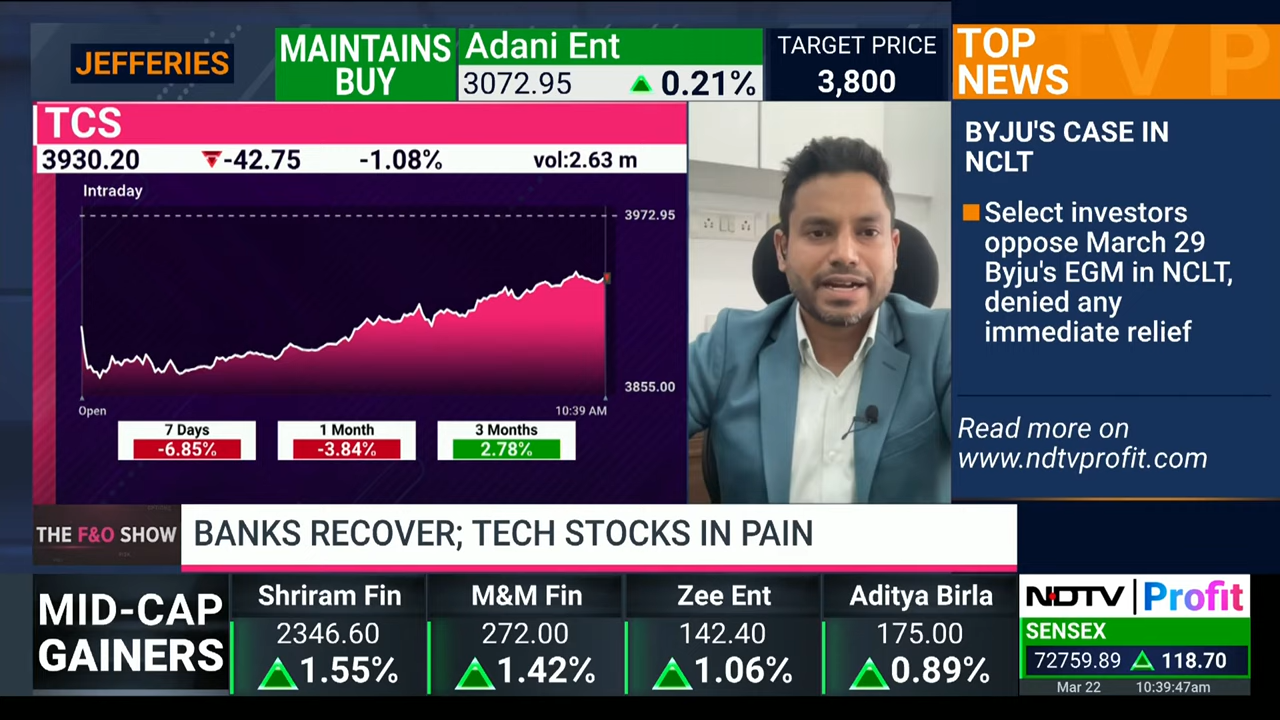 JEFFERIES
MAINTAINS
BUY
Adani Ent
3072.95 ▲ 0.21%
TARGET PRICE
3,800
TOP
NEWS
TCS
3930.20 ▼-42.75 -1.08% vol:2.63 m
Intraday
3972.95
3855.00
Open 10:39 AM
7 Days
-6.85%
1 Month
-3.84%
3 Months
2.78%
BYJU'S CASE IN
NCLT
Select investors
oppose March 29
Byju's EGM in NCLT,
denied any
immediate relief
Read more on
www.ndtvprofit.com
THE F&O SHOW
BANKS RECOVER; TECH STOCKS IN PAIN
MID-CAP
GAINERS
Shriram Fin
2346.60
▲1.55%
M&M Fin
272.00
▲1.42%
Zee Ent
142.40
▲1.06%
Aditya Birla
175.00
▲0.89%
NDTV Profit
SENSEX
72759.89 ▲ 118.70
Mar 22 10:39:47am